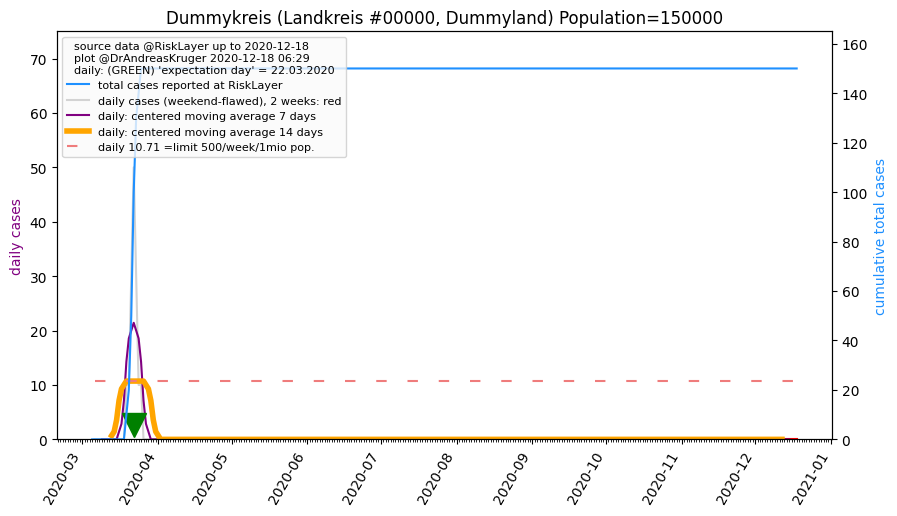 Dummykreis (Landkreis #00000, Dummyland) Population=150000
source data @RiskLayer up to 2020-12-18
plot @DrAndreasKruger 2020-12-18 06:29
daily: (GREEN) 'expectation day' = 22.03.2020
total cases reported at RiskLayer
daily cases (weekend-flawed), 2 weeks: red
daily: centered moving average 7 days
daily: centered moving average 14 days
daily 10.71 =limit 500/week/1mio pop.
daily cases
70
60
50
40
30
20
10
0
cumulative total cases
160
140
120
100
80
60
40
20
0
2020-03
2020-04
2020-05
2020-06
2020-07
2020-08
2020-09
2020-10
2020-11
2020-12
2021-01